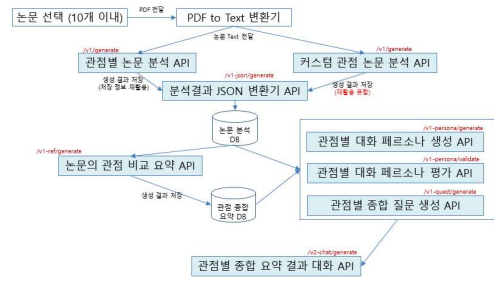 논문 선택 (10개 이내)
PDF 전달
PDF to Text 변환기
논문 Text 전달
/v1/generate
관점별 논문 분석 API
/v1/generate
커스텀 관점 논문 분석 API
생성 결과 저장
(저장 정보 재활용)
/v1-json/generate
분석결과 JSON 변환기 API
생성 결과 저장
(재활용 못함)
논문 분석
DB
/v1-ref/generate
논문의 관점 비교 요약 API
생성 결과 저장
관점 종합
요약 DB
/v1-persona/generate
관점별 대화 페르소나 생성 API
/v1-persona/validate
관점별 대화 페르소나 평가 API
/v1-quest/generate
관점별 종합 질문 생성 API
/v2-chat/generate
관점별 종합 요약 결과 대화 API